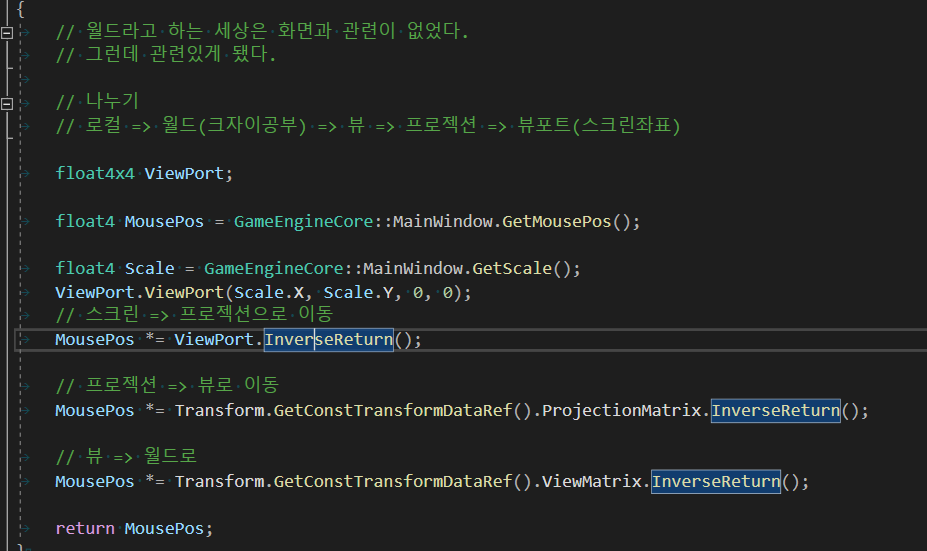 {
// 월드라고 하는 세상은 화면과 관련이 없었다.
// 그런데 관련있게 됐다.
// 나누기
// 로컬 => 월드(크자이공부) => 뷰 => 프로젝션 => 뷰포트(스크린좌표)
float4x4 ViewPort;
float4 MousePos = GameEngineCore::MainWindow.GetMousePos();
float4 Scale = GameEngineCore::MainWindow.GetScale();
ViewPort.ViewPort(Scale.X, Scale.Y, 0, 0);
// 스크린 => 프로젝션으로 이동
MousePos *= ViewPort.InverseReturn();
// 프로젝션 => 뷰로 이동
MousePos *= Transform.GetConstTransformDataRef().ProjectionMatrix.InverseReturn();
// 뷰 => 월드로
MousePos *= Transform.GetConstTransformDataRef().ViewMatrix.InverseReturn();
return MousePos;
}